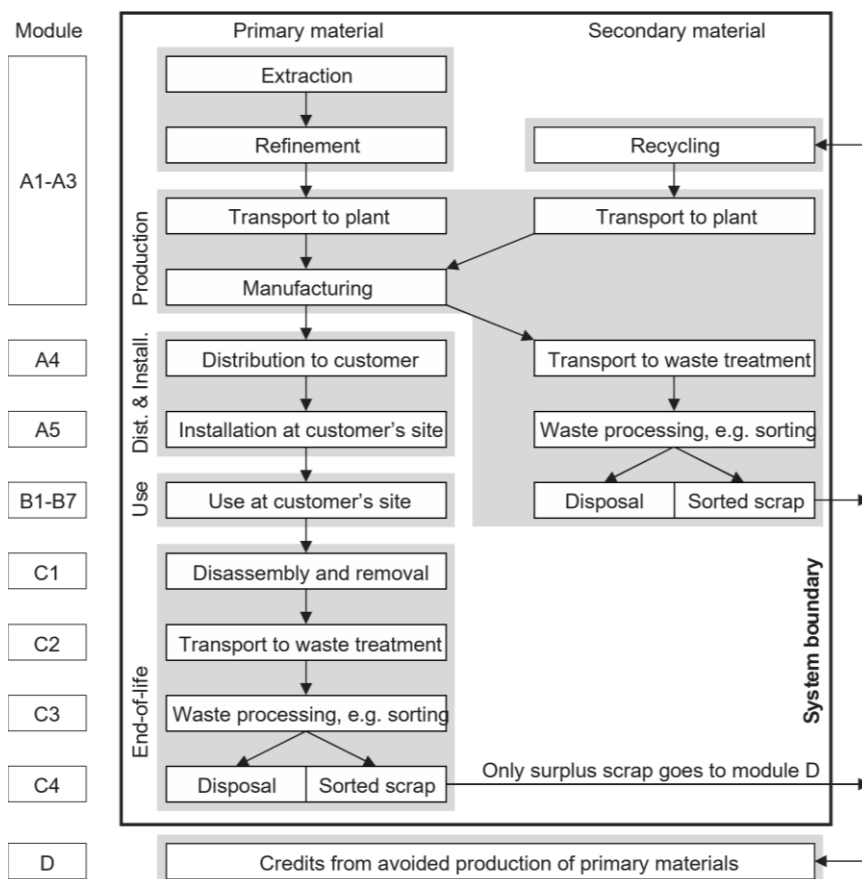 Module
Primary material
Secondary material
Extraction
Refinement
Recycling
A1-A3
Transport to plant
Transport to plant
Production
Manufacturing
A4
Dist. & Install.
Distribution to customer
Transport to waste treatment
A5
Installation at customer's site
Waste processing, e.g. sorting
B1-B7
Use
Use at customer's site
Disposal
Sorted scrap
C1
Disassembly and removal
System boundary
C2
Transport to waste treatment
End-of-life
C3
Waste processing, e.g. sorting
C4
Disposal
Sorted scrap
Only surplus scrap goes to module D
D
Credits from avoided production of primary materials